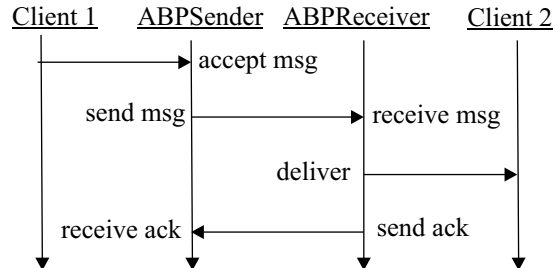 Client 1 ABPSender ABPReceiver Client 2
accept msg
send msg receive msg
deliver
receive ack send ack